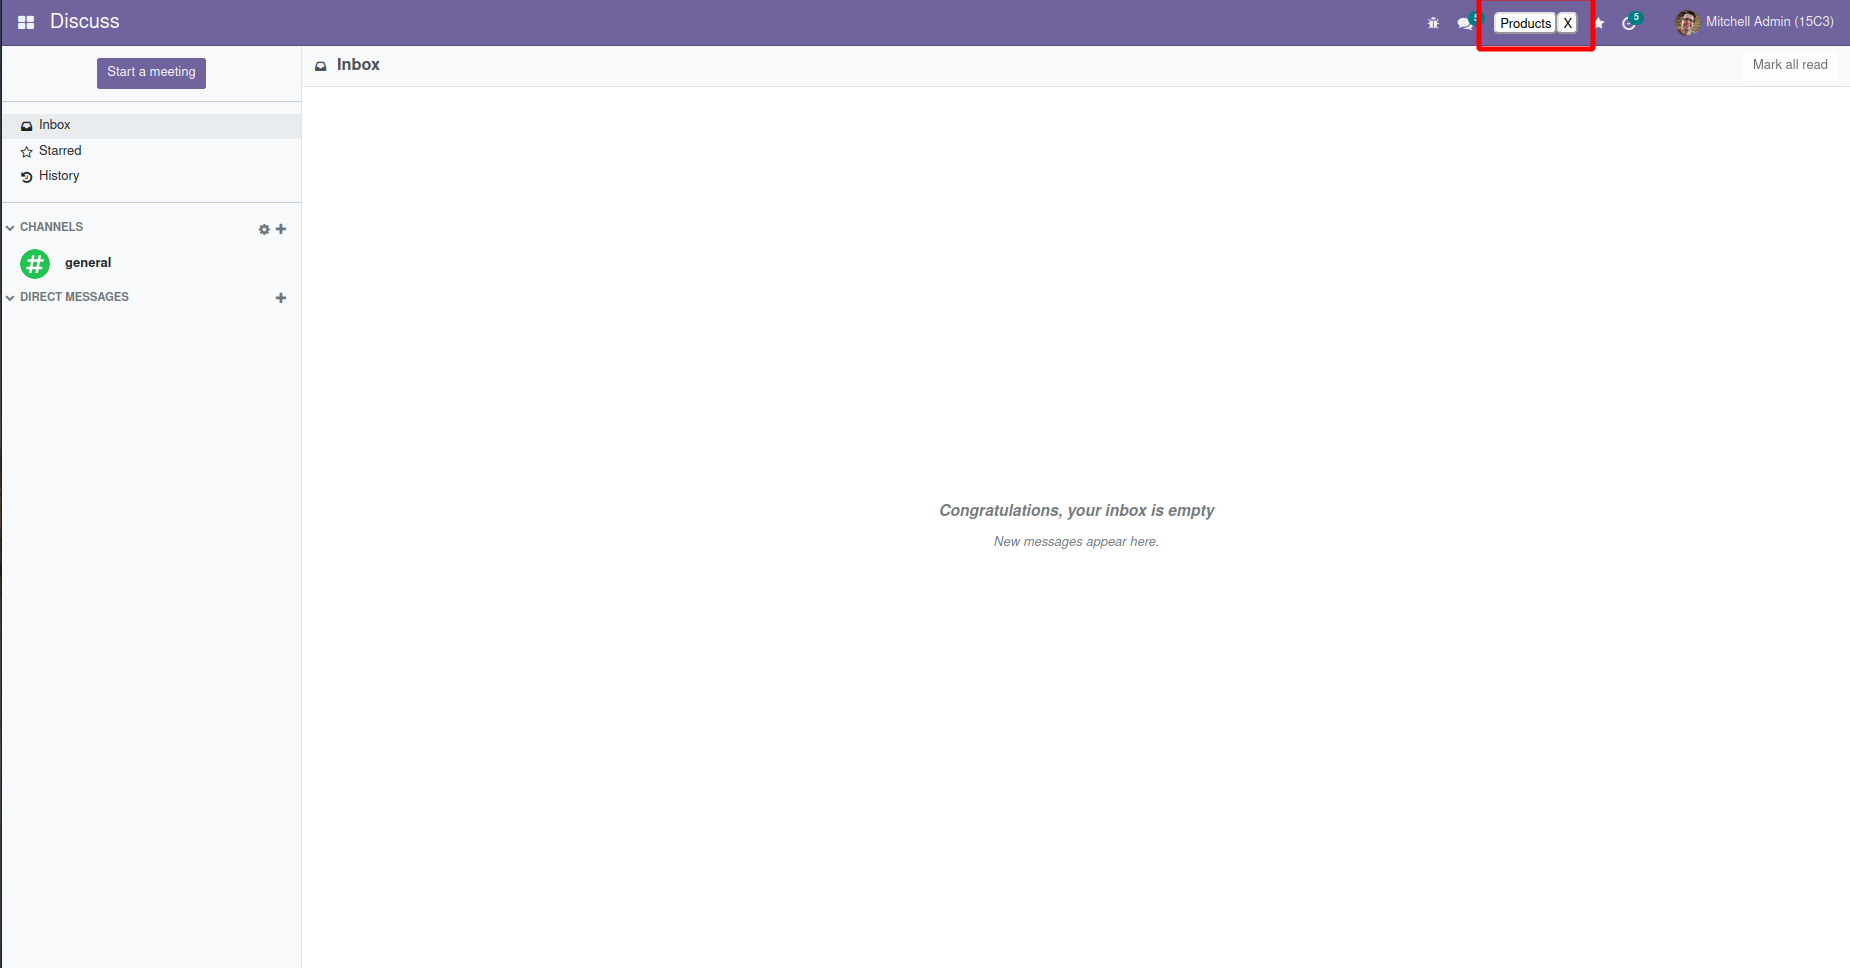 Discuss
5
Products X
5
Mitchell Admin (15C3)
Start a meeting
Inbox
Mark all read
Inbox
Starred
History
CHANNELS
general
DIRECT MESSAGES
Congratulations, your inbox is empty
New messages appear here.